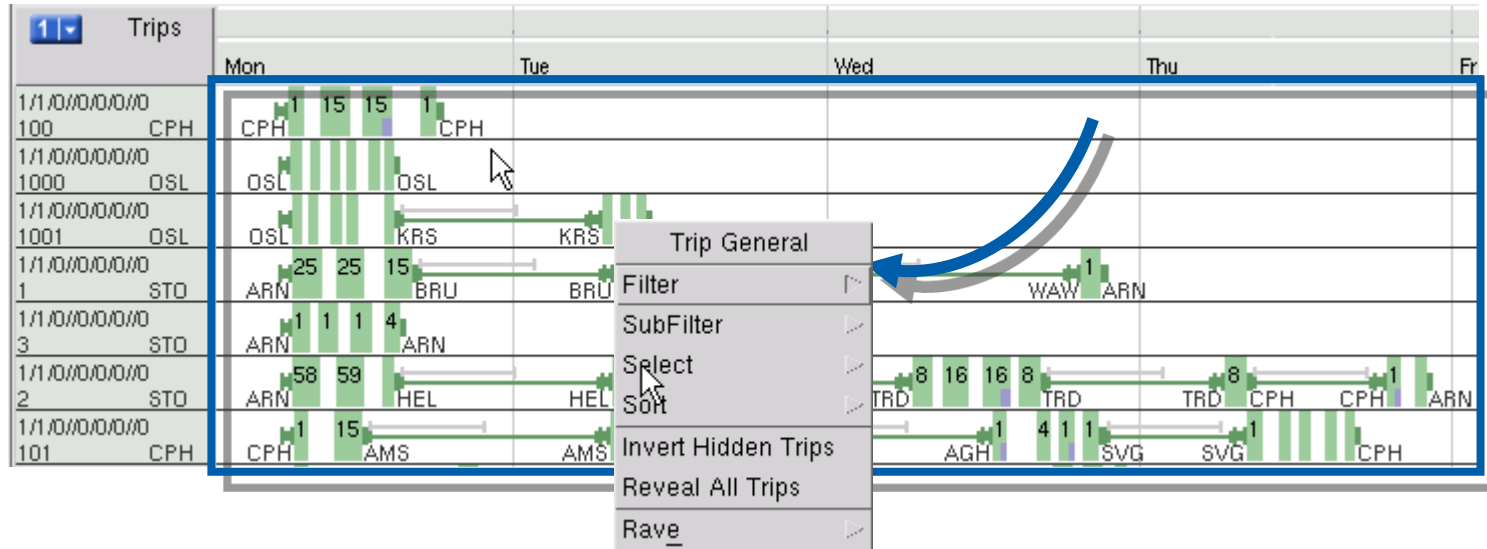 1 Trips
Mon Tue Wed Thu Fr
1/1/0//0/0/0//0
100 CPH
CPH 1 15 15 1 CPH
1/1/0//0/0/0//0
1000 OSL
OSL OSL
1/1/0//0/0/0//0
1001 OSL
OSL KRS KRS
1/1/0//0/0/0//0
1 STO
25 25 15 1
ARN BRU BRU WAW ARN
1/1/0//0/0/0//0
3 STO
1 1 1 4
ARN ARN
1/1/0//0/0/0//0
2 STO
58 59 8 16 16 8 8 1
ARN HEL HEL TRD TRD TRD CPH CPH ARN
1/1/0//0/0/0//0
101 CPH
1 15 1 4 1 1 1
CPH AMS AMS AGH SVG SVG CPH
Trip General
Filter
SubFilter
Select
Sort
Invert Hidden Trips
Reveal All Trips
Rave